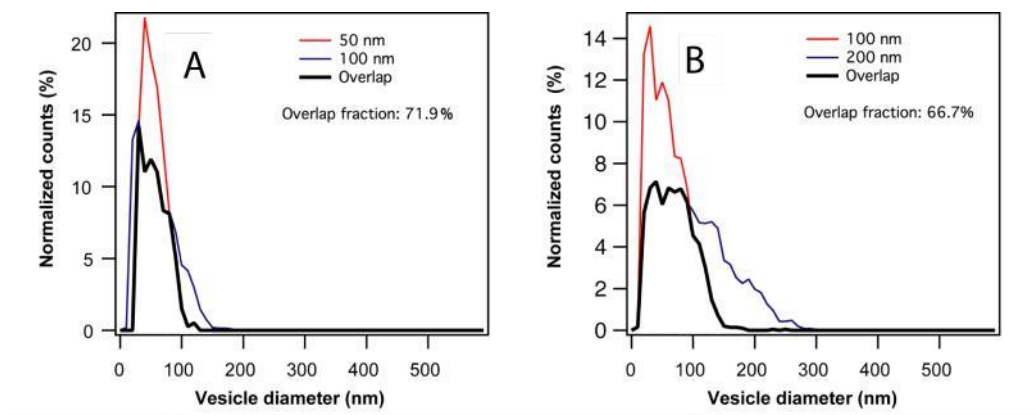 A
50 nm
100 nm
Overlap
Overlap fraction: 71.9%
Normalized counts (%)
20
15
10
5
0
0 100 200 300 400 500
Vesicle diameter (nm)
B
100 nm
200 nm
Overlap
Overlap fraction: 66.7%
Normalized counts (%)
14
12
10
8
6
4
2
0
0 100 200 300 400 500
Vesicle diameter (nm)